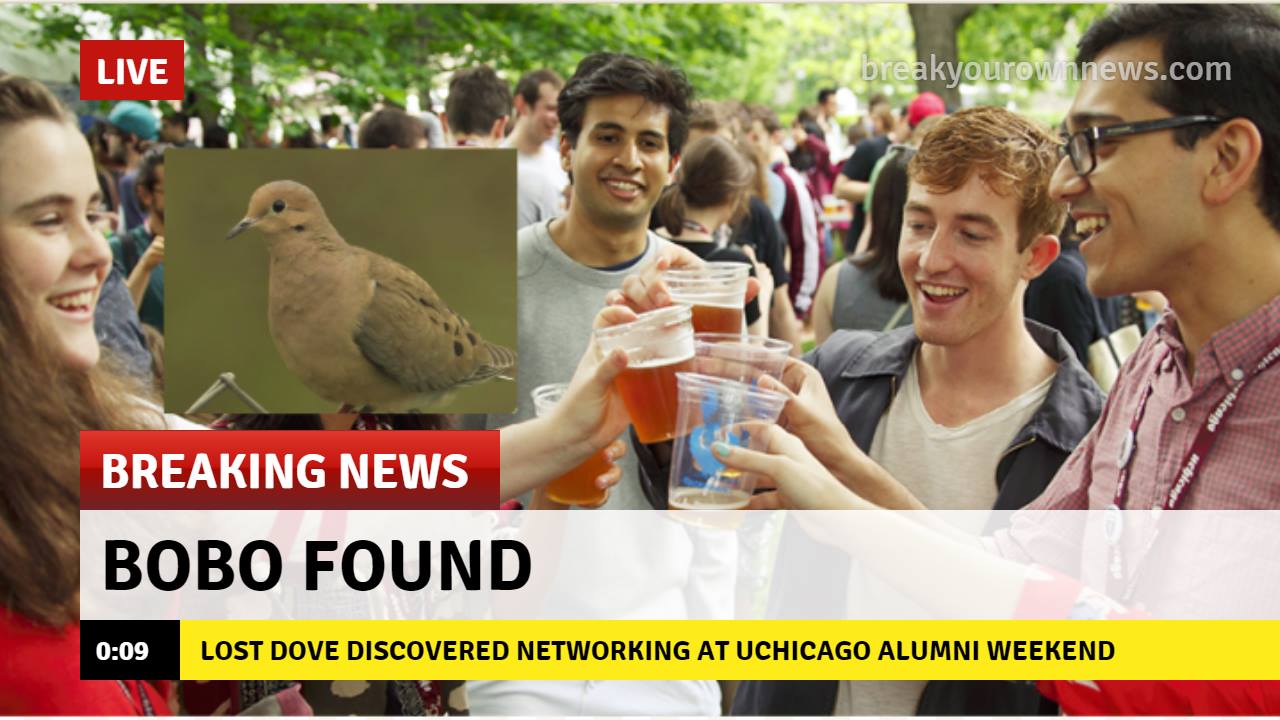 LIVE
breakyourownnews.com
BREAKING NEWS
BOBO FOUND
0:09
LOST DOVE DISCOVERED NETWORKING AT UCHICAGO ALUMNI WEEKEND